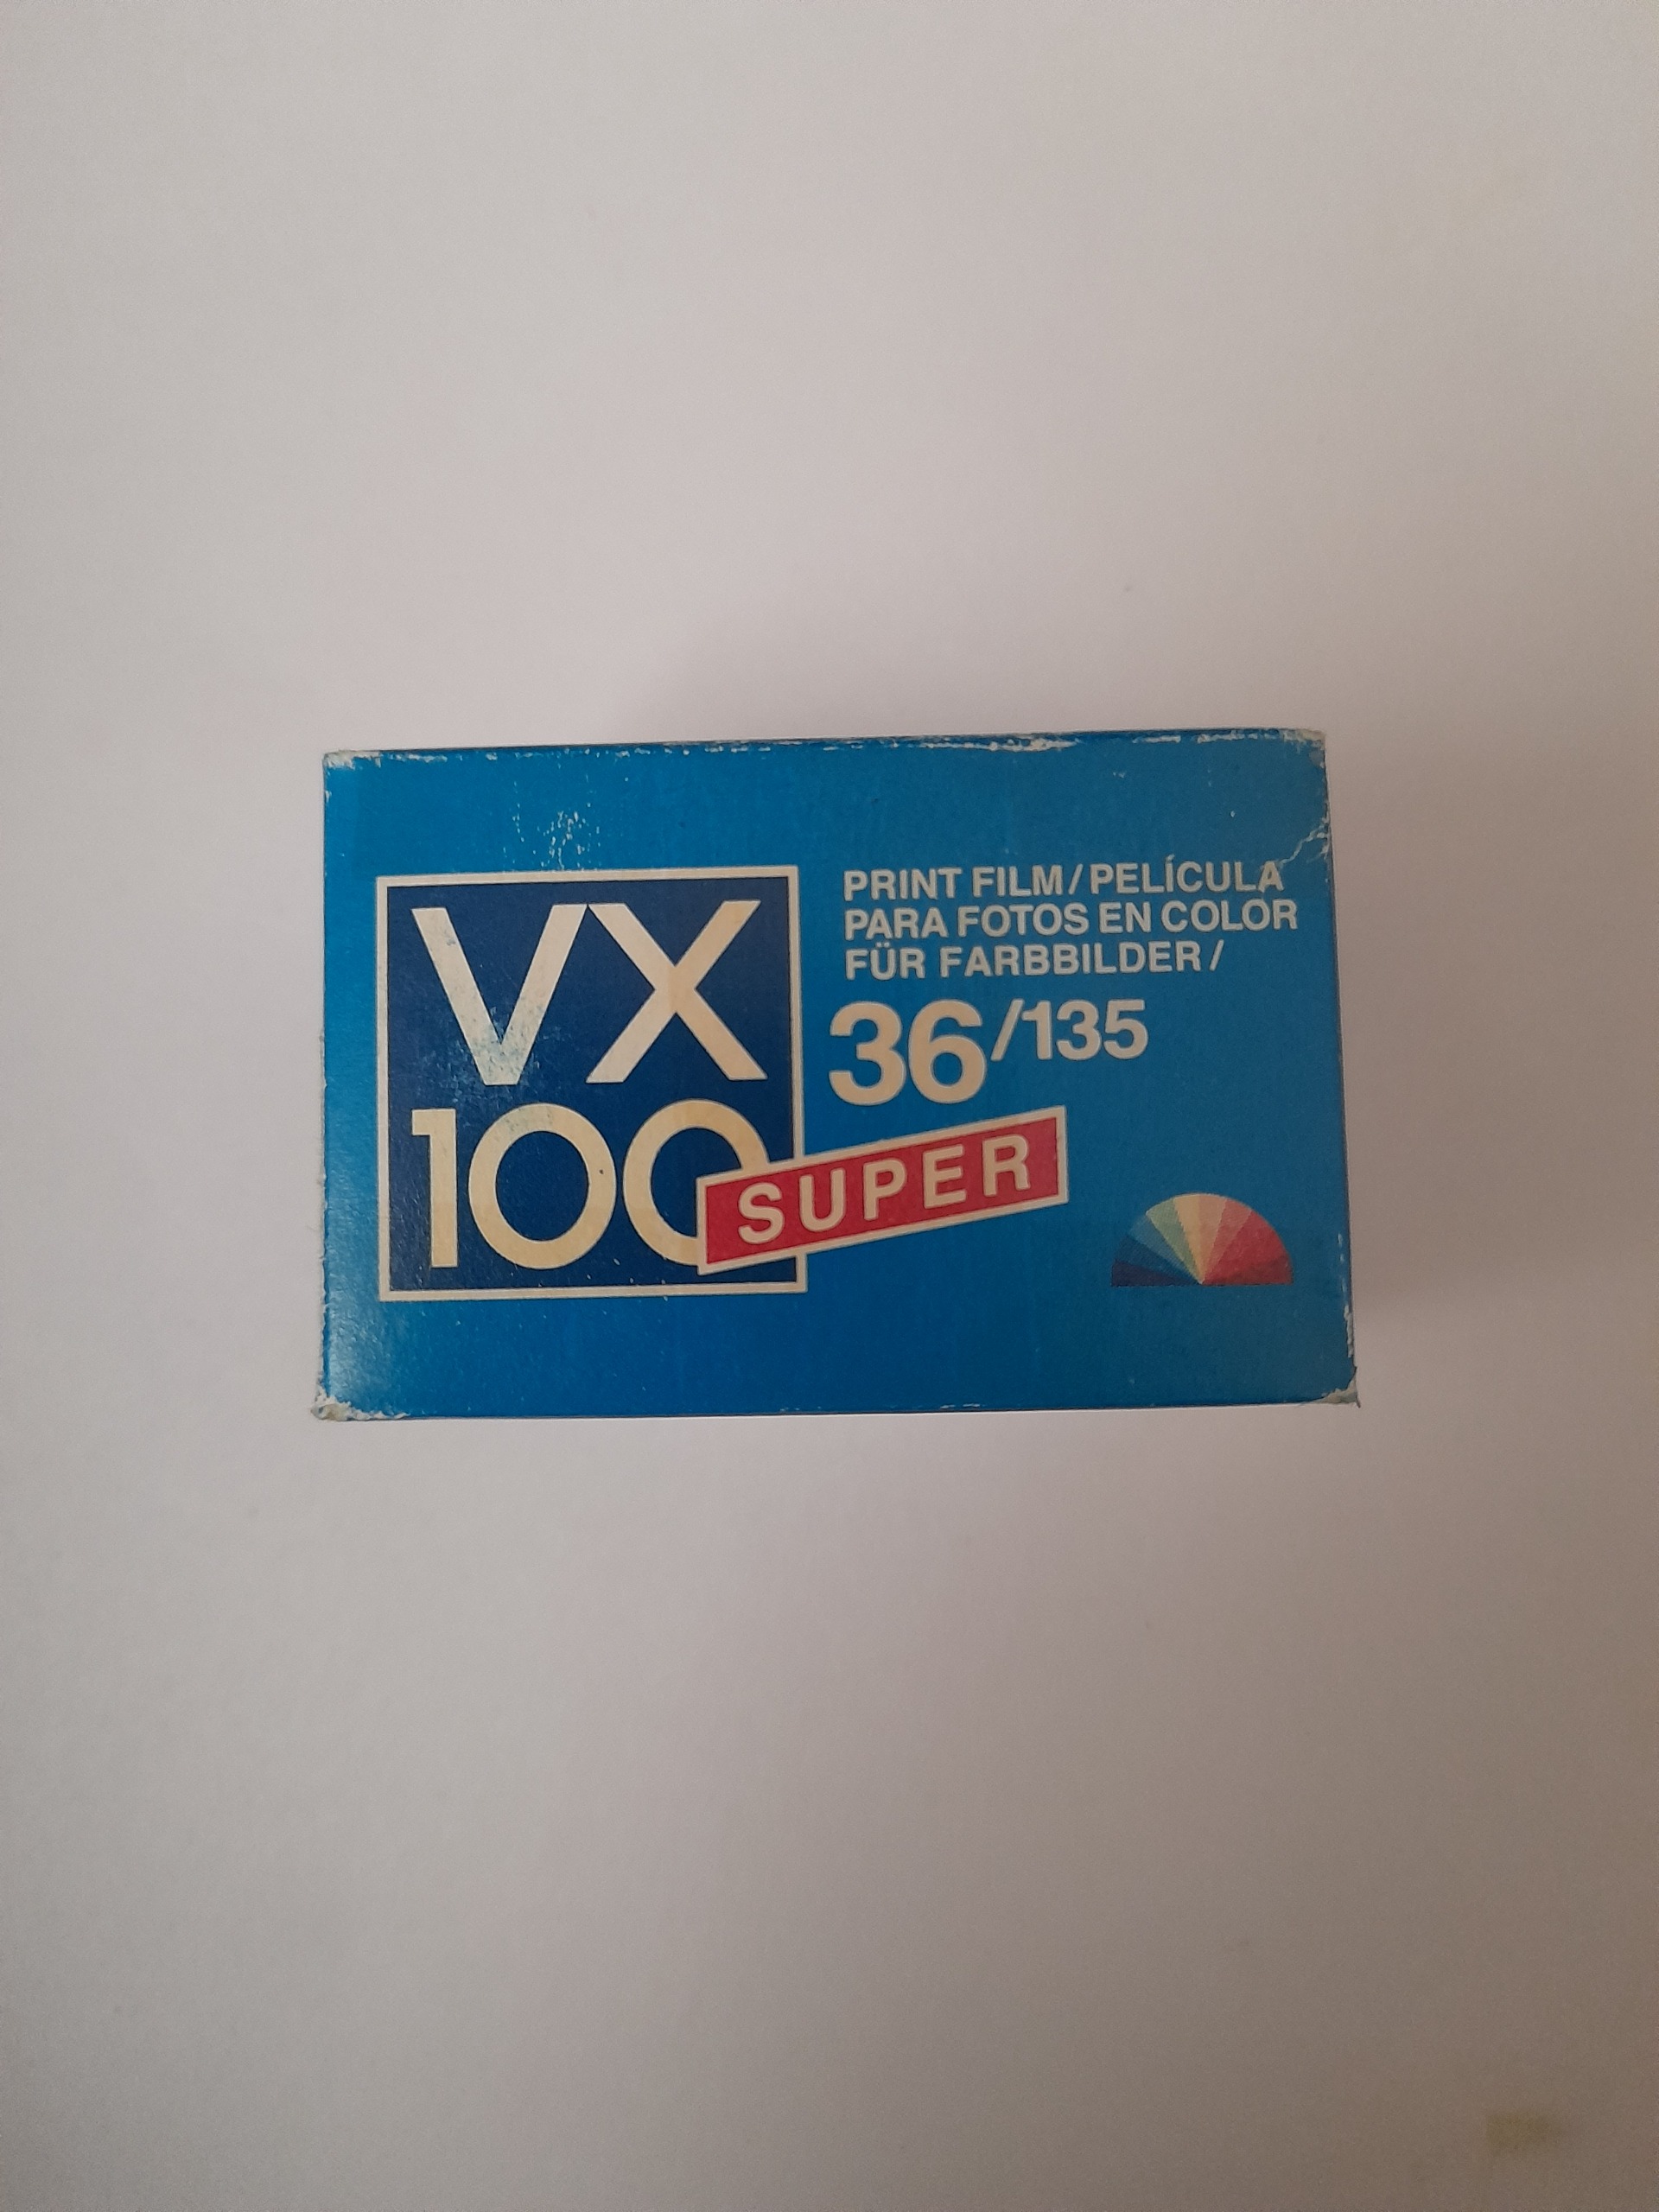 VX
100
SUPER
PRINT FILM/PELÍCULA
PARA FOTOS EN COLOR
FÜR FARBBILDER/
36/135